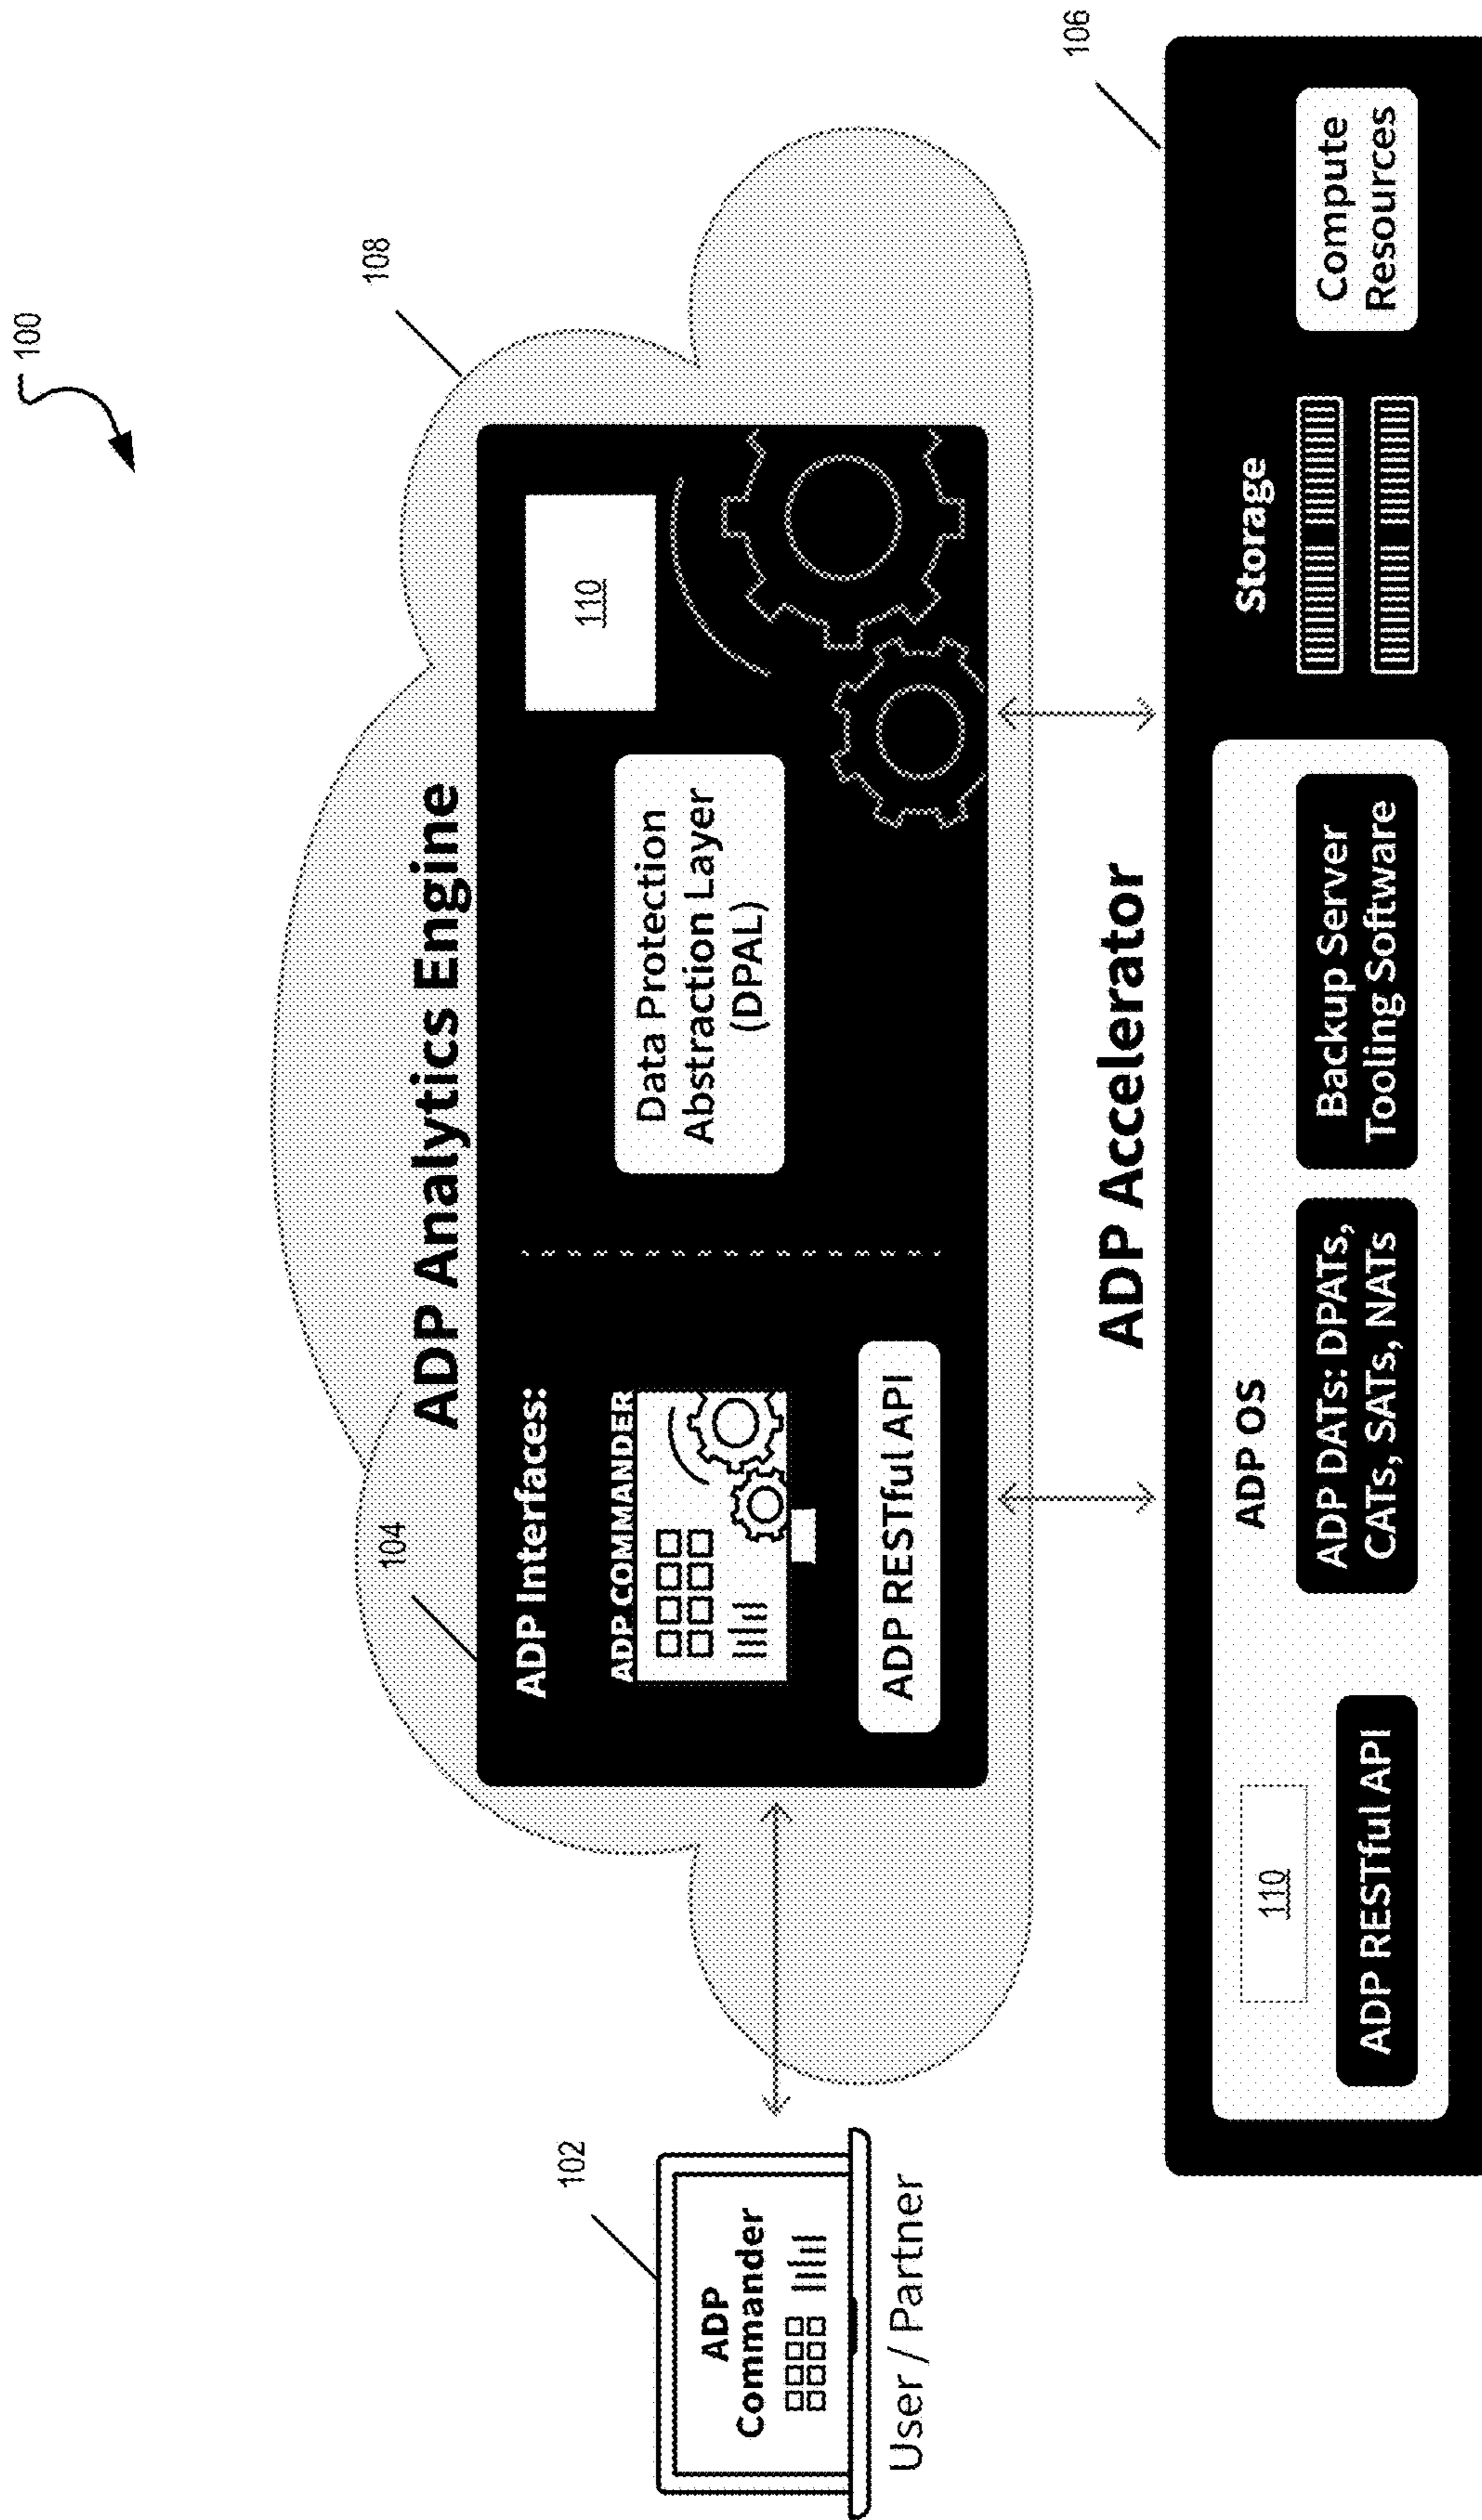 100
108
ADP Analytics Engine
104
ADP Interfaces:
ADP COMMANDER
ADP RESTful API
Data Protection
Abstraction Layer
(DPAL)
110
102
ADP
Commander
User / Partner
ADP Accelerator
106
ADP OS
110
ADP RESTful API
ADP DATs: DPATs,
CATs, SATs, NATs
Backup Server
Tooling Software
Storage
Compute
Resources